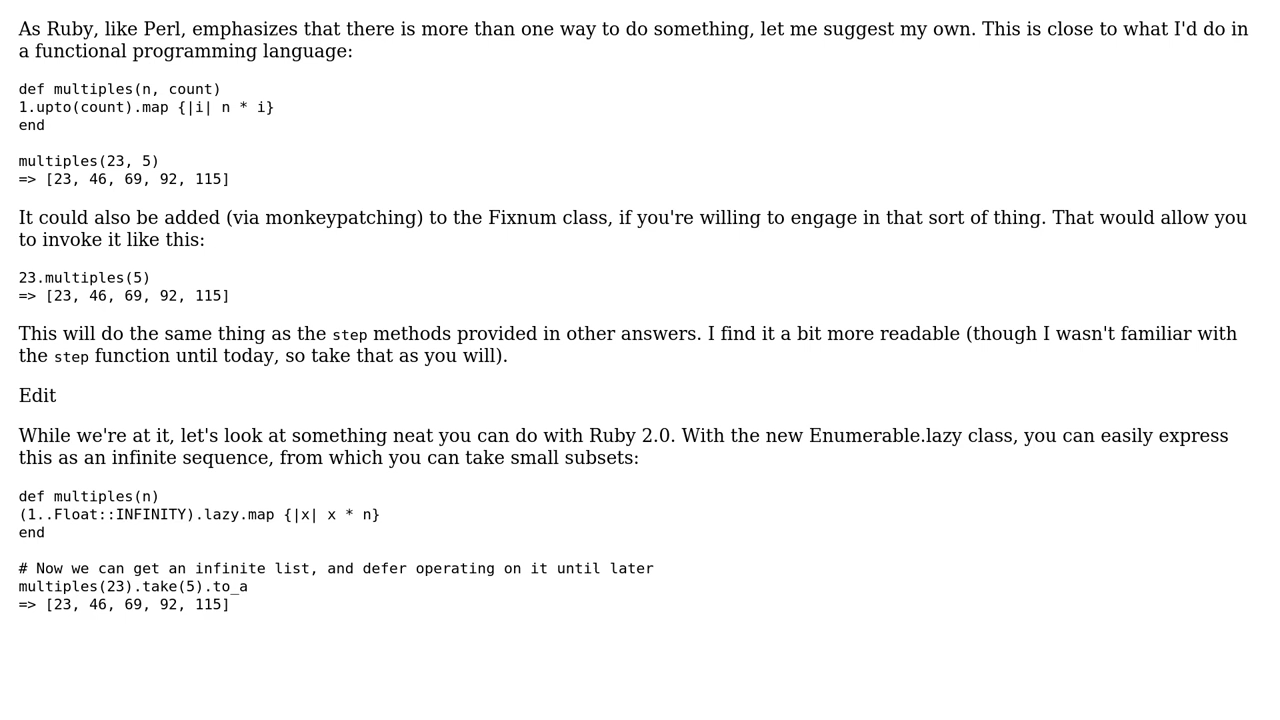 As Ruby, like Perl, emphasizes that there is more than one way to do something, let me suggest my own. This is close to what I'd do in
a functional programming language:
def multiples(n, count)
1.upto(count).map {|i| n * i}
end
multiples(23, 5)
=> [23, 46, 69, 92, 115]
It could also be added (via monkeypatching) to the Fixnum class, if you're willing to engage in that sort of thing. That would allow you
to invoke it like this:
23.multiples(5)
=> [23, 46, 69, 92, 115]
This will do the same thing as the step methods provided in other answers. I find it a bit more readable (though I wasn't familiar with
the step function until today, so take that as you will).
Edit
While we're at it, let's look at something neat you can do with Ruby 2.0. With the new Enumerable.lazy class, you can easily express
this as an infinite sequence, from which you can take small subsets:
def multiples(n)
(1..Float::INFINITY).lazy.map {|x| x * n}
end
# Now we can get an infinite list, and defer operating on it until later
multiples(23).take(5).to_a
=> [23, 46, 69, 92, 115]